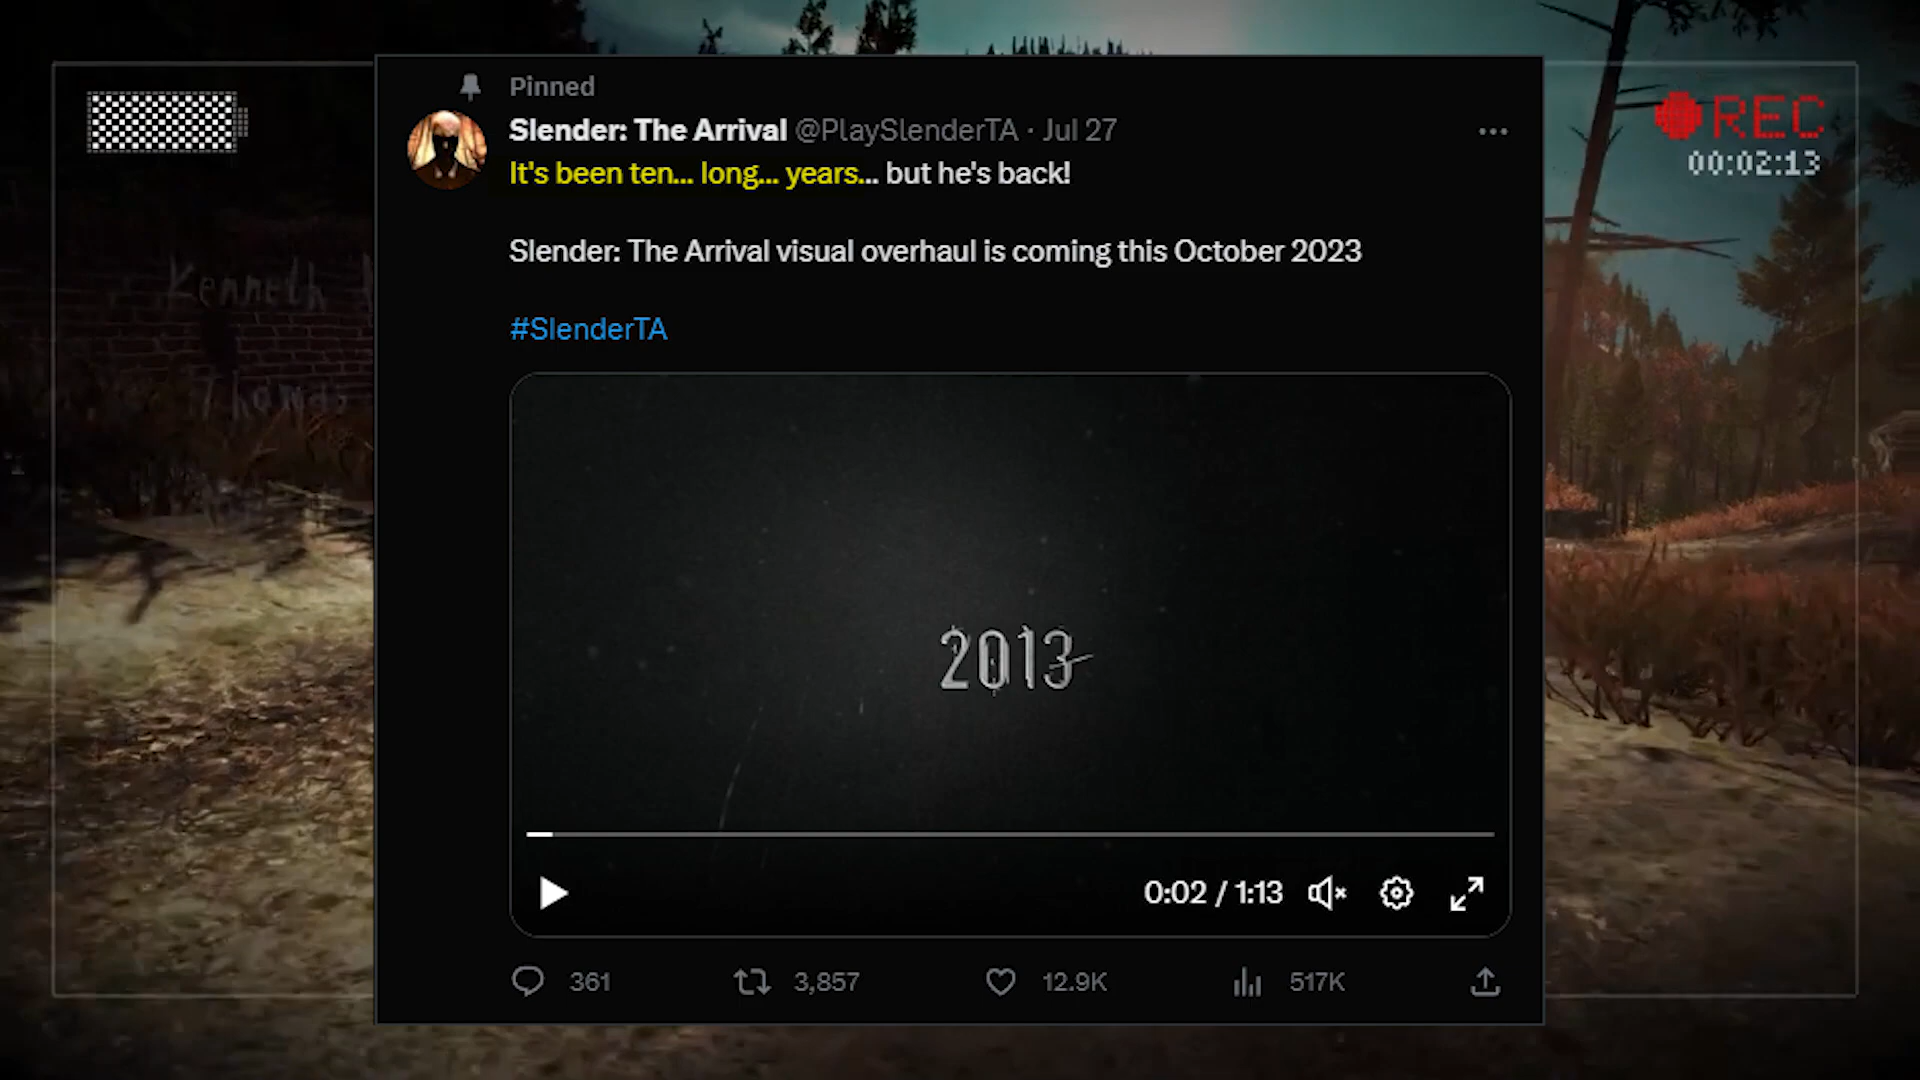 Pinned
Slender: The Arrival @PlaySlenderTA · Jul 27
It's been ten... long... years... but he's back!
Slender: The Arrival visual overhaul is coming this October 2023
#SlenderTA
2013
0:02 / 1:13
361 3,857 12.9K 517K
REC
00:02:13
Kenneth